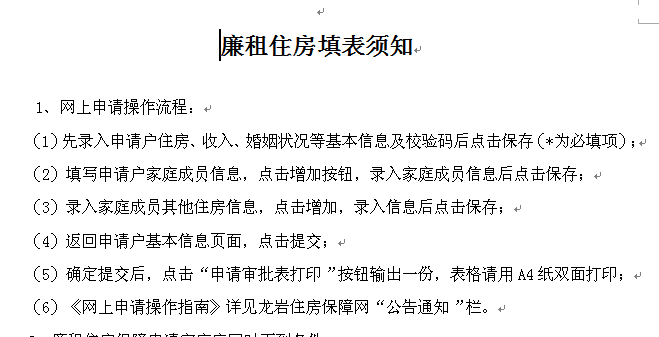 廉租住房填表须知
1、网上申请操作流程：
(1)先录入申请户住房、收入、婚姻状况等基本信息及校验码后点击保存(*为必填项)；
(2) 填写申请户家庭成员信息，点击增加按钮，录入家庭成员信息后点击保存；
(3) 录入家庭成员其他住房信息，点击增加，录入信息后点击保存；
(4) 返回申请户基本信息页面，点击提交；
(5) 确定提交后，点击“申请审批表打印”按钮输出一份，表格请用A4纸双面打印；
(6) 《网上申请操作指南》详见龙岩住房保障网“公告通知”栏。